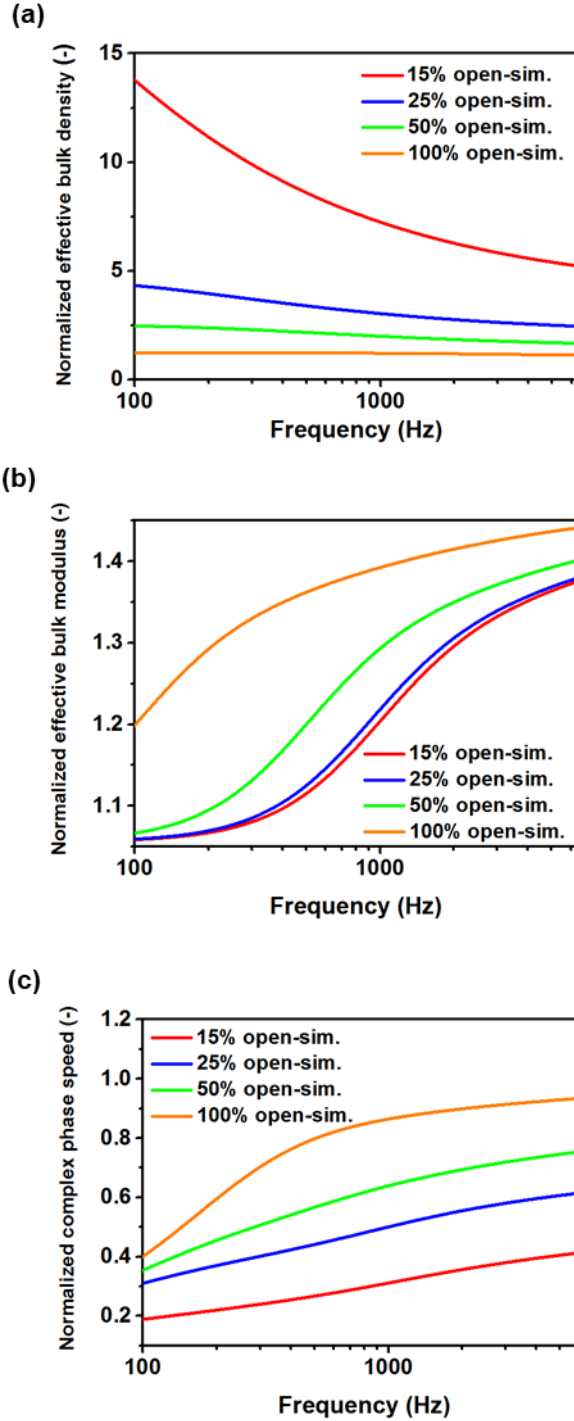 (a)
Normalized effective bulk density (-)
15
10
5
0
15% open-sim.
25% open-sim.
50% open-sim.
100% open-sim.
100
1000
Frequency (Hz)
(b)
Normalized effective bulk modulus (-)
1.4
1.3
1.2
1.1
15% open-sim.
25% open-sim.
50% open-sim.
100% open-sim.
100
1000
Frequency (Hz)
(c)
Normalized complex phase speed (-)
1.2
1.0
0.8
0.6
0.4
0.2
15% open-sim.
25% open-sim.
50% open-sim.
100% open-sim.
100
1000
Frequency (Hz)